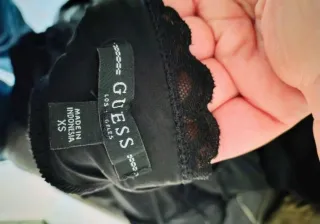 GUESS
LOS ANGELES
MADE IN
INDONESIA
XS